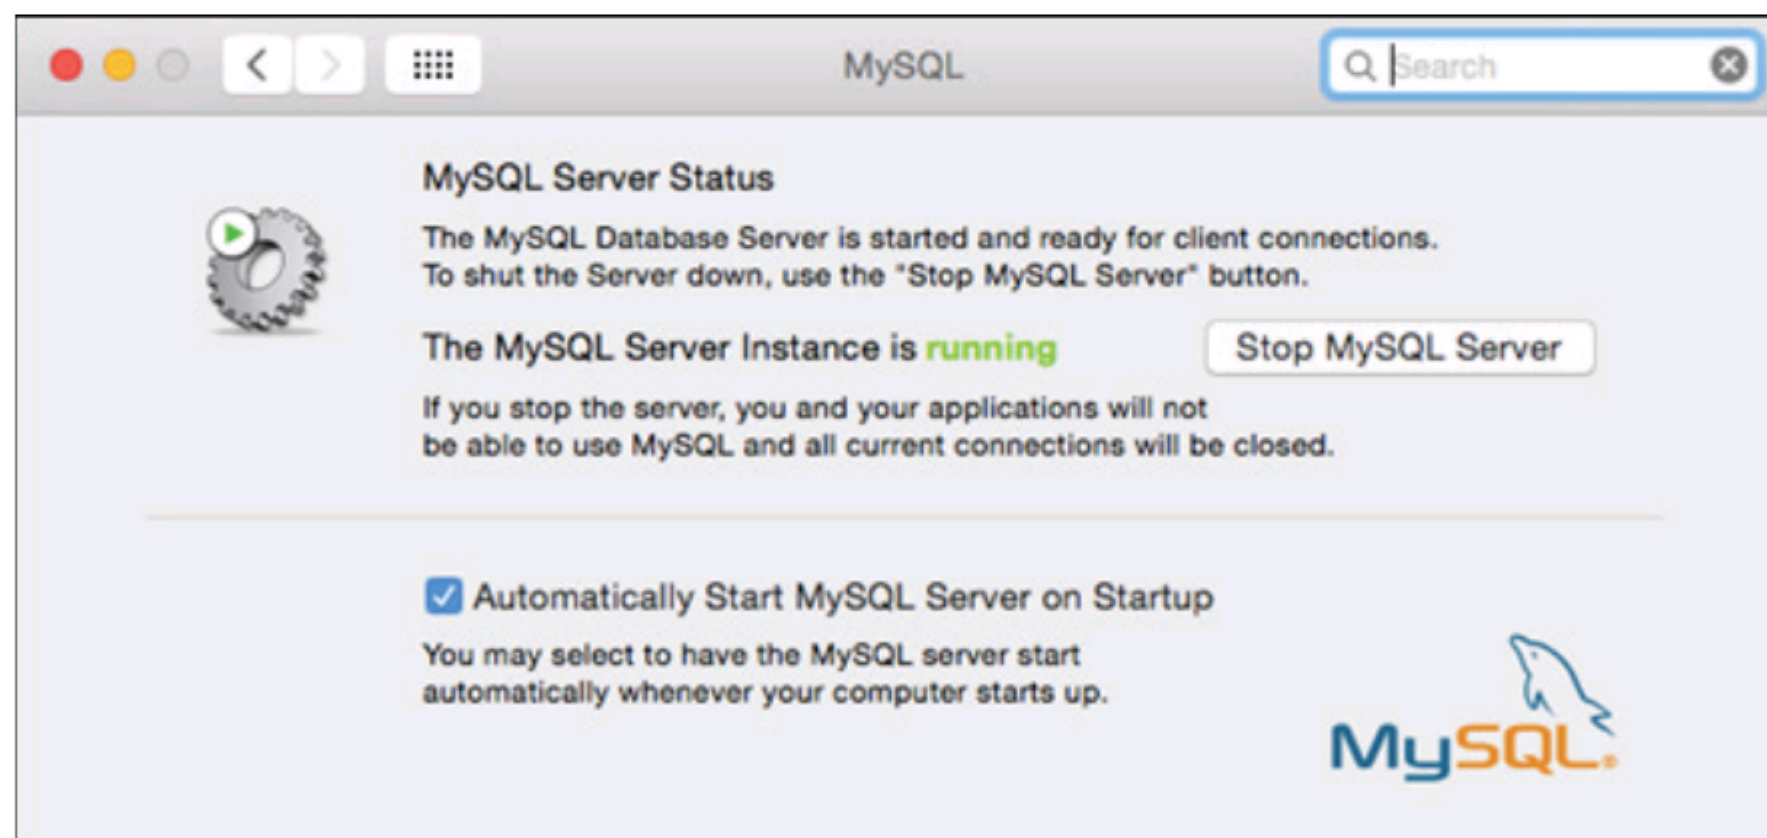 MySQL
Search
MySQL Server Status
The MySQL Database Server is started and ready for client connections.
To shut the Server down, use the "Stop MySQL Server" button.
The MySQL Server Instance is running
Stop MySQL Server
If you stop the server, you and your applications will not
be able to use MySQL and all current connections will be closed.
Automatically Start MySQL Server on Startup
You may select to have the MySQL server start
automatically whenever your computer starts up.
MySQL®